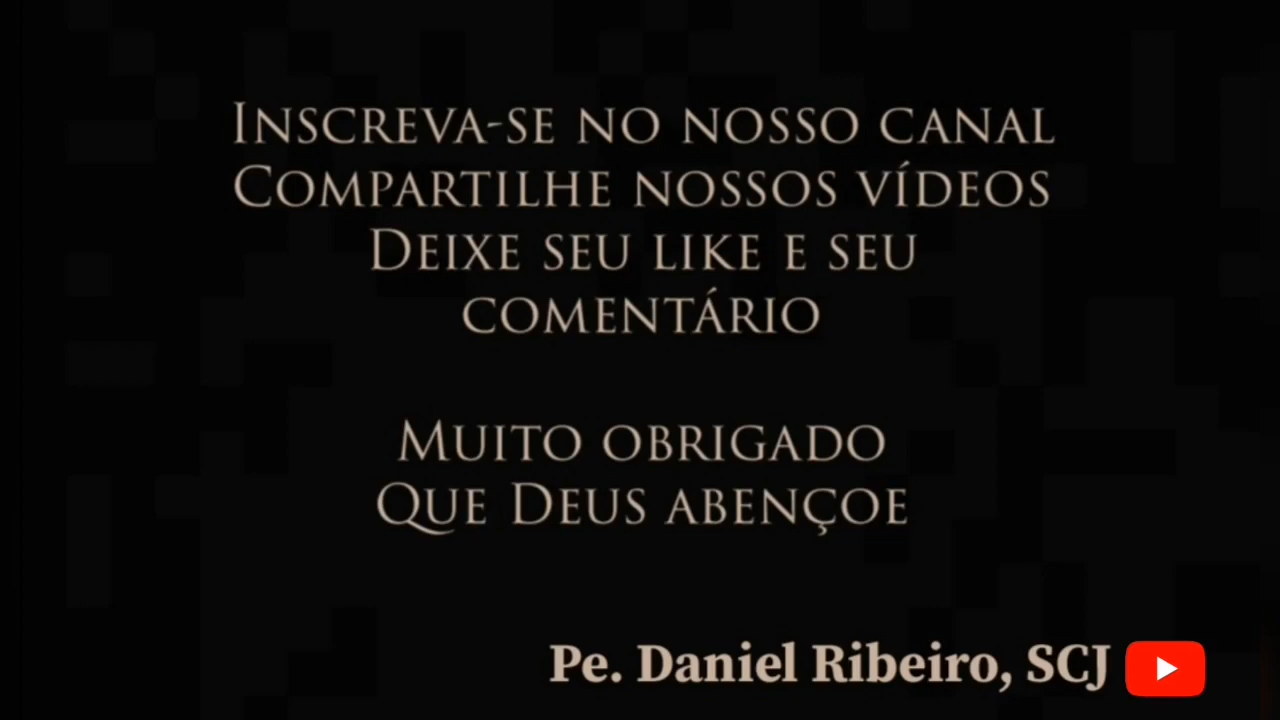 Inscreva-se no nosso canal
Compartilhe nossos vídeos
Deixe seu like e seu
comentário
Muito obrigado
Que Deus abençoe
Pe. Daniel Ribeiro, SCJ